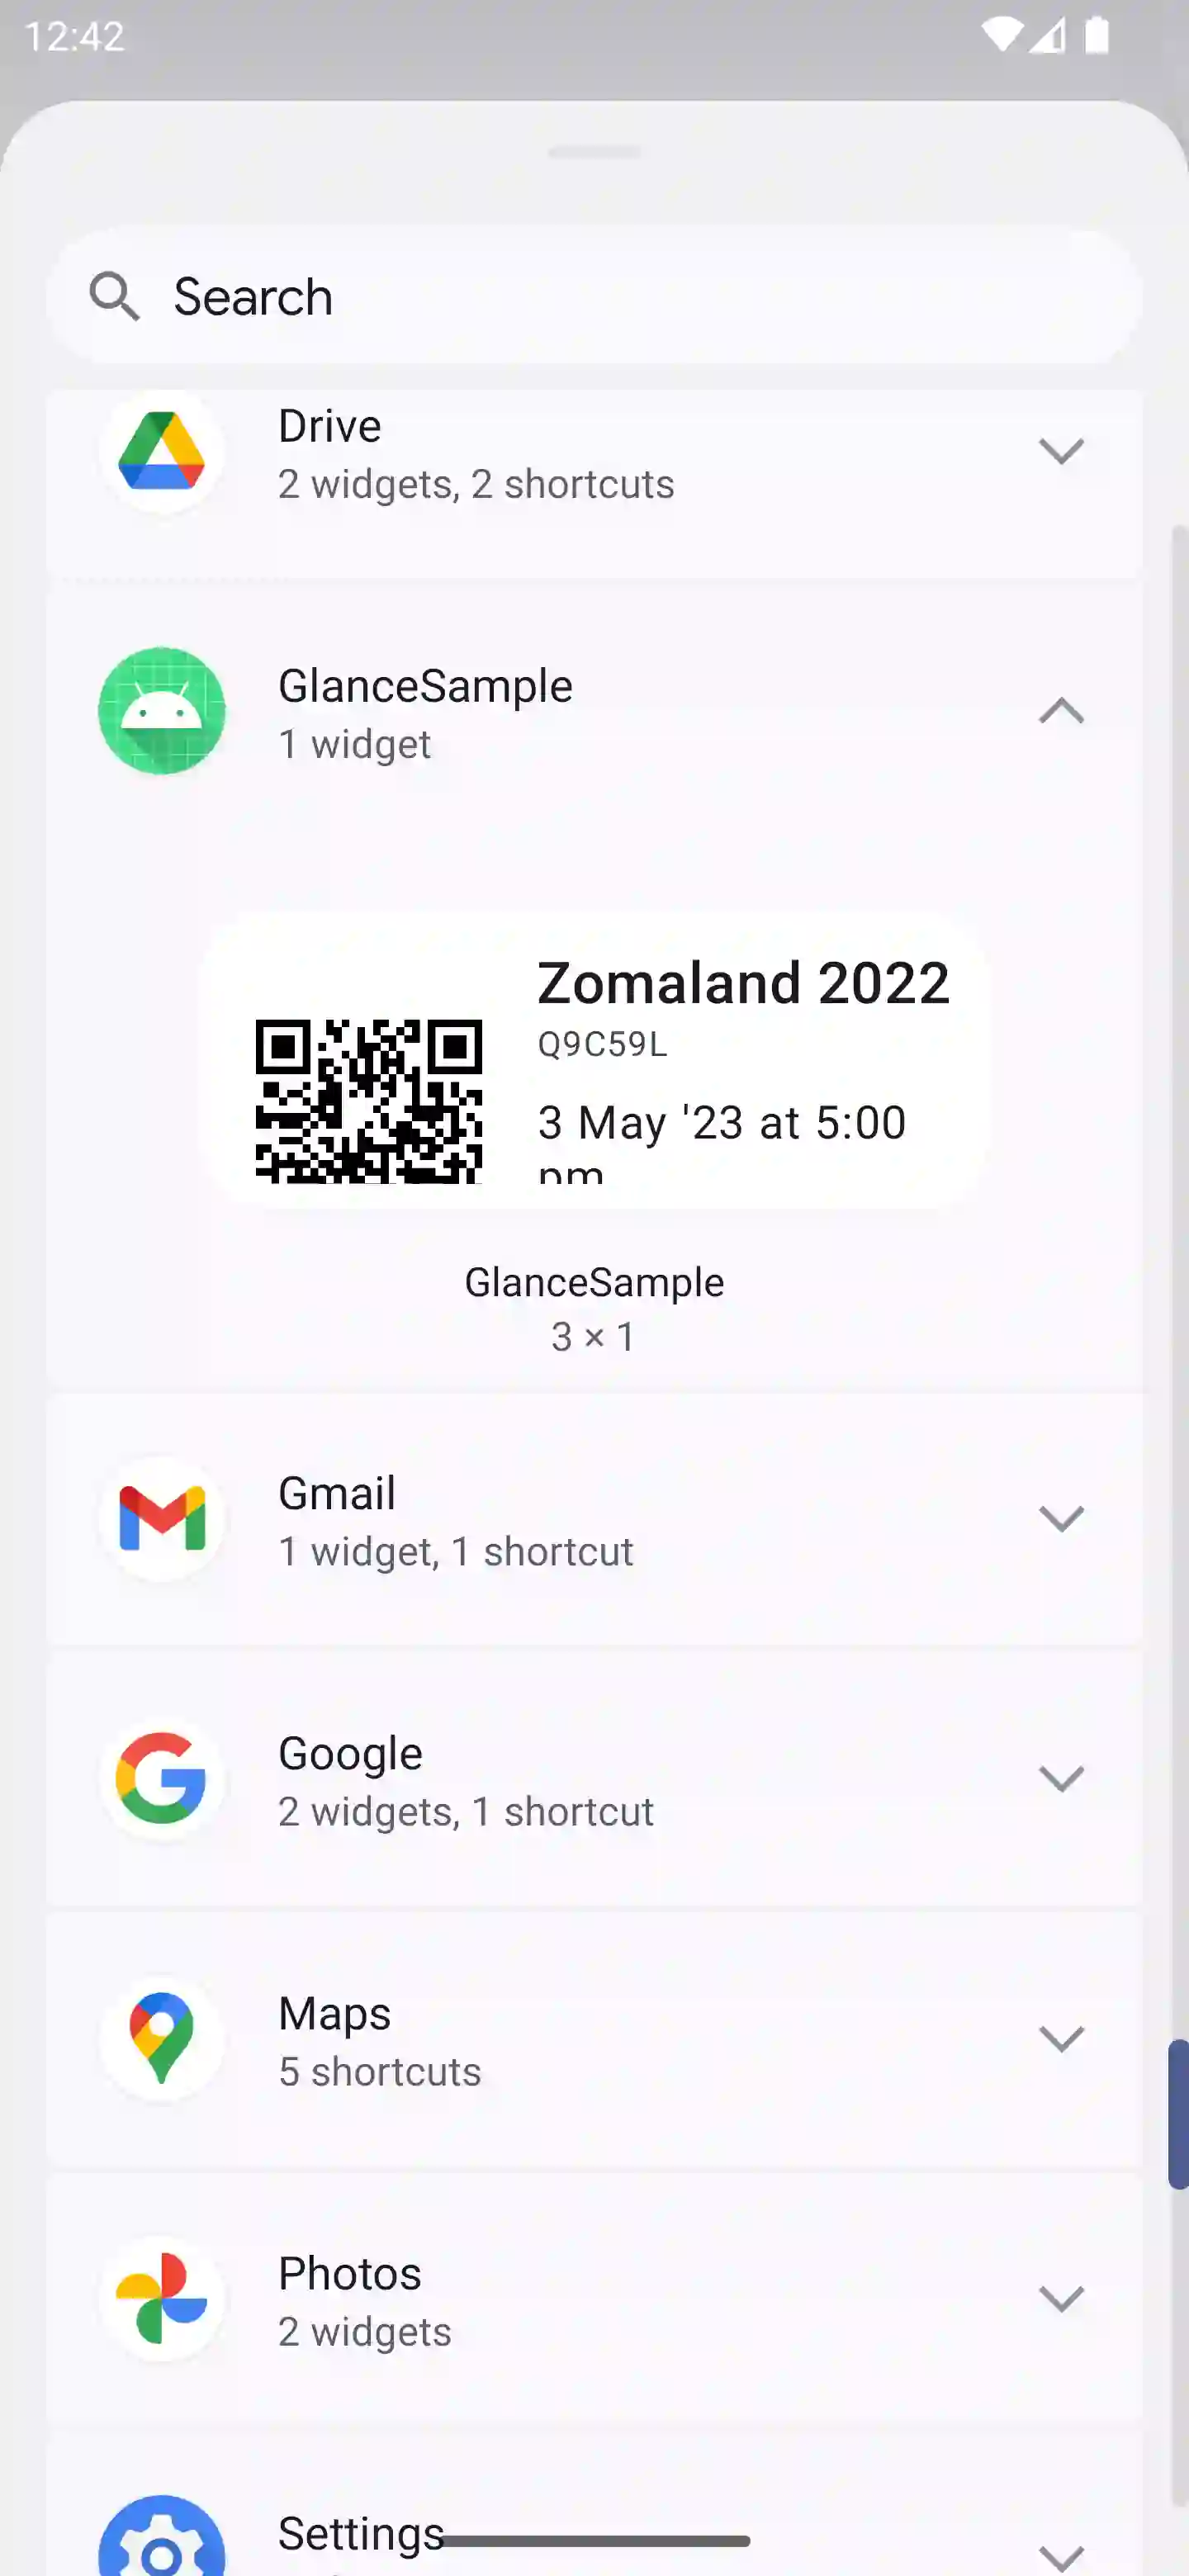 12:42
Search
Drive
2 widgets, 2 shortcuts
GlanceSample
1 widget
Zomaland 2022
Q9C59L
3 May '23 at 5:00
pm
GlanceSample
3 × 1
Gmail
1 widget, 1 shortcut
Google
2 widgets, 1 shortcut
Maps
5 shortcuts
Photos
2 widgets
Settings